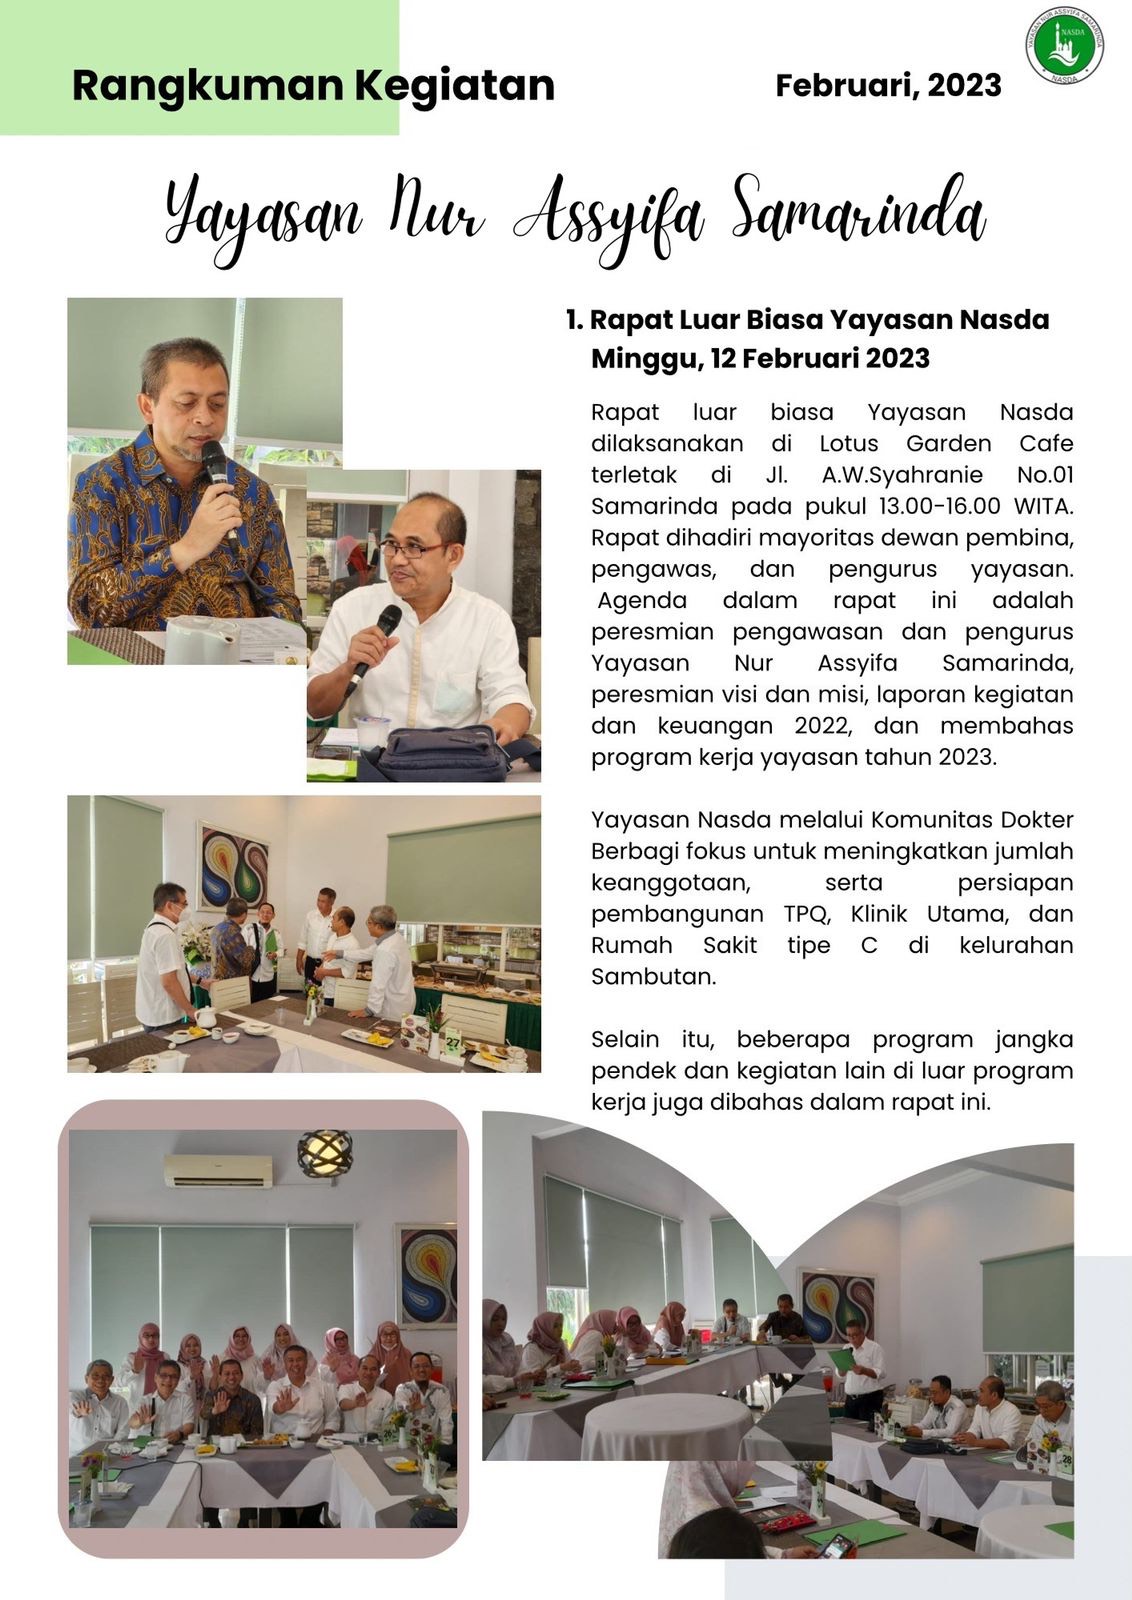 Rangkuman Kegiatan
Februari, 2023
YAYASAN NUR ASSYIFA SAMARINDA
NASDA
NASDA
Yayasan Nur Assyifa Samarinda
1. Rapat Luar Biasa Yayasan Nasda
Minggu, 12 Februari 2023
Rapat luar biasa Yayasan Nasda
dilaksanakan di Lotus Garden Cafe
terletak di Jl. A.W.Syahranie No.01
Samarinda pada pukul 13.00-16.00 WITA.
Rapat dihadiri mayoritas dewan pembina,
pengawas, dan pengurus yayasan.
Agenda dalam rapat ini adalah
peresmian pengawasan dan pengurus
Yayasan Nur Assyifa Samarinda,
peresmian visi dan misi, laporan kegiatan
dan keuangan 2022, dan membahas
program kerja yayasan tahun 2023.
Yayasan Nasda melalui Komunitas Dokter
Berbagi fokus untuk meningkatkan jumlah
keanggotaan, serta persiapan
pembangunan TPQ, Klinik Utama, dan
Rumah Sakit tipe C di kelurahan
Sambutan.
Selain itu, beberapa program jangka
pendek dan kegiatan lain di luar program
kerja juga dibahas dalam rapat ini.
27
26
28